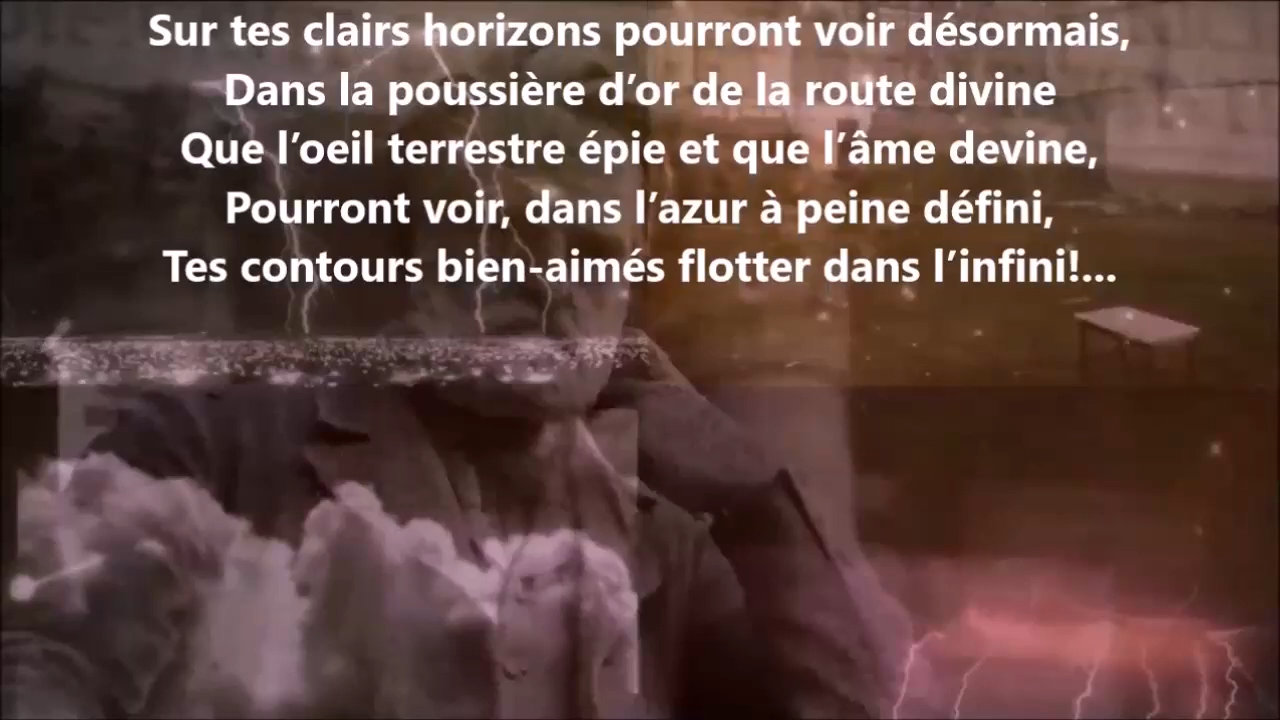 Sur tes clairs horizons pourront voir désormais,
Dans la poussière d’or de la route divine
Que l’oeil terrestre épie et que l’âme devine,
Pourront voir, dans l’azur à peine défini,
Tes contours bien-aimés flotter dans l’infini!...